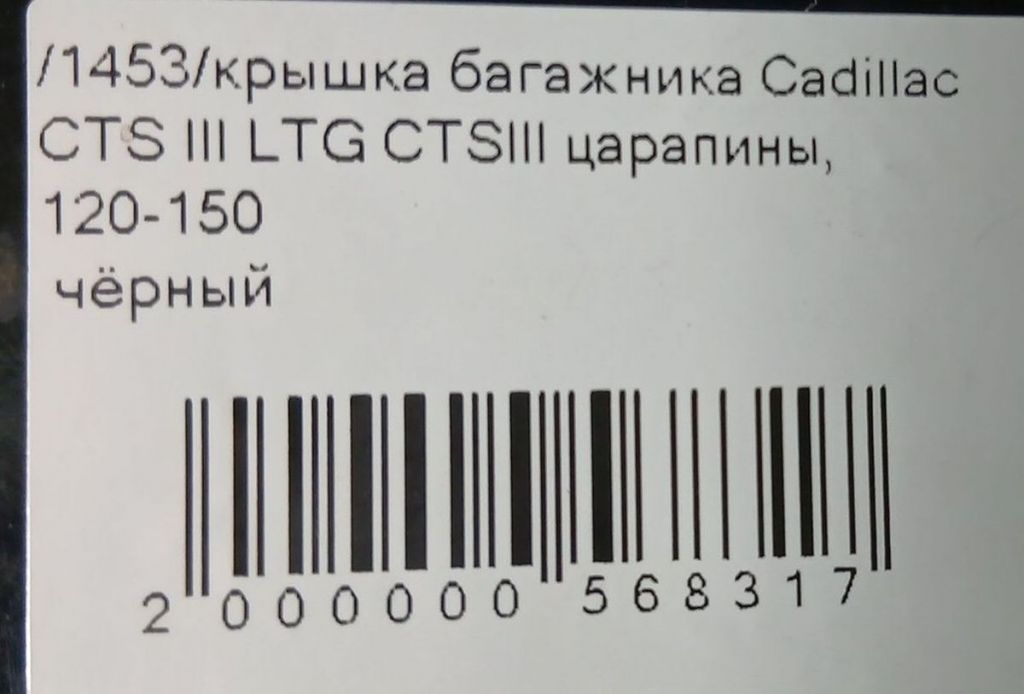 /1453/крышка багажника Cadillac
CTS III LTG CTSIII царапины,
120-150
чёрный
2 000000 568317